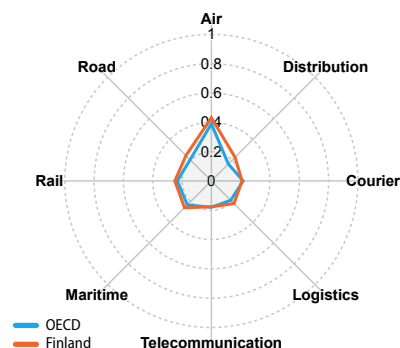 Air
1
Road
0.8
Distribution
0.6
0.4
0.2
Rail
0
Courier
Maritime
Logistics
OECD
Finland
Telecommunication